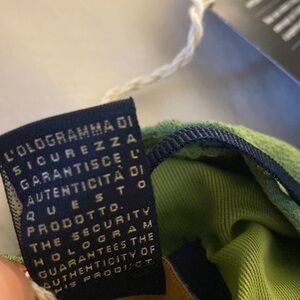 L'OLOGRAMMA DI
SICUREZZA
GARANTISCE L'
AUTENTICITÀ DI
QUESTO
PRODOTTO.
THE SECURITY
HOLOGRAM
GUARANTEES THE
AUTHENTICITY OF
THIS PRODUCT